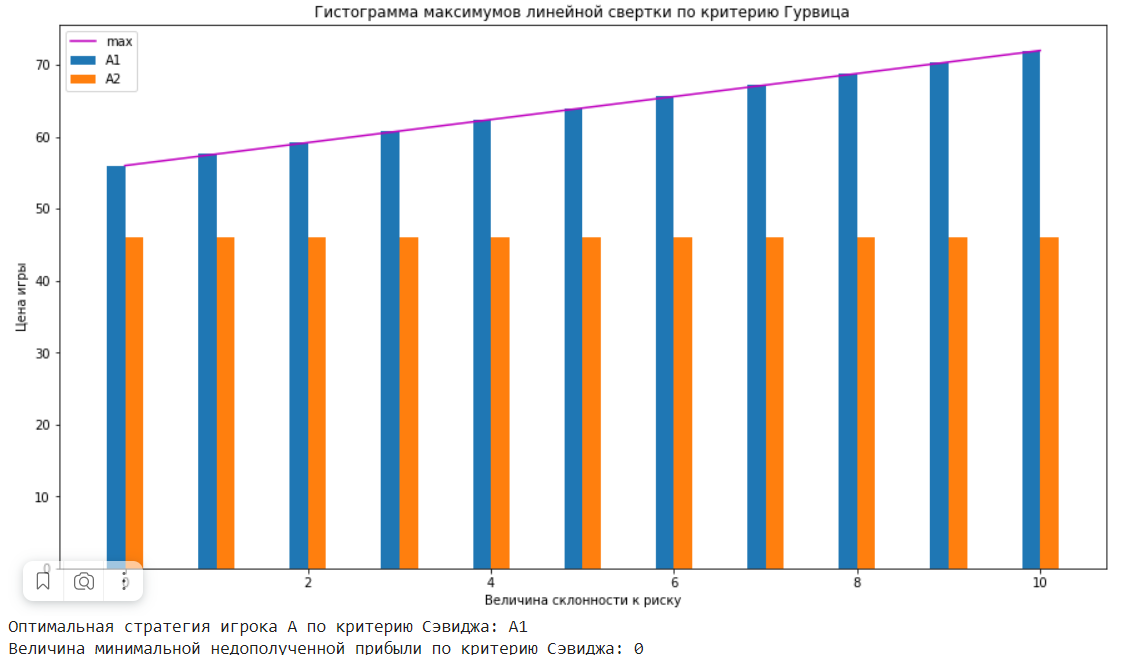 Гистограмма максимумов линейной свертки по критерию Гурвица
max
A1
A2
70
60
50
40
30
20
10
0
Цена игры
0
2
4
6
8
10
Величина склонности к риску
Оптимальная стратегия игрока А по критерию Сэвиджа: A1
Величина минимальной недополученной прибыли по критерию Сэвиджа: 0